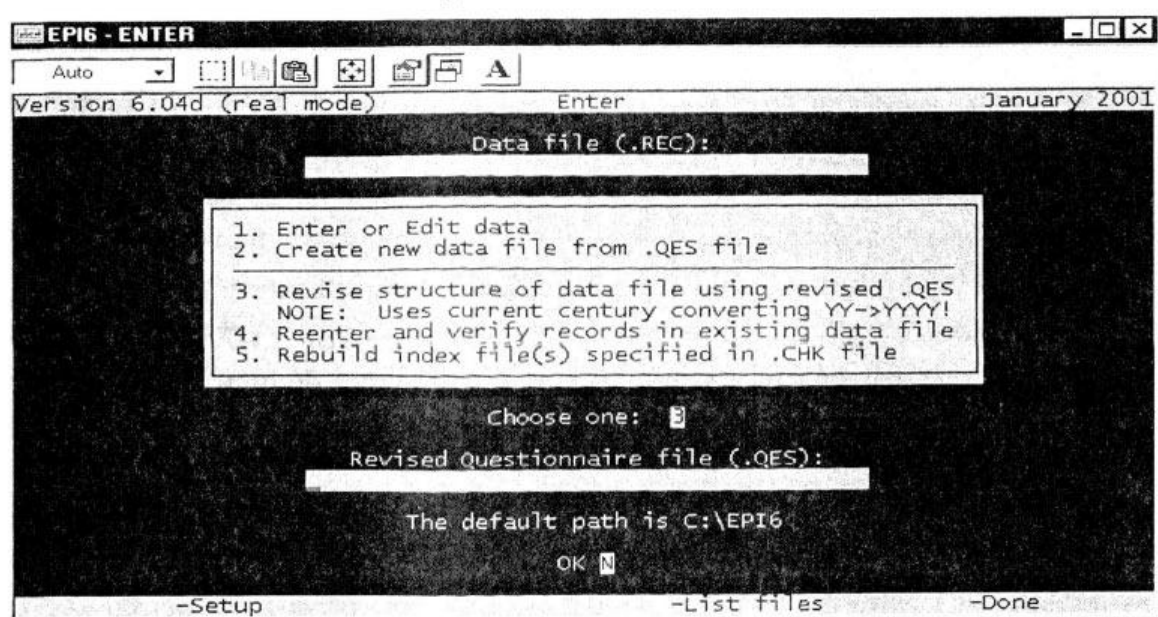 EPI6 - ENTER
Auto
A
Version 6.04d (real mode) Enter January 2001
Data file (.REC):
1. Enter or Edit data
2. Create new data file from .QES file
3. Revise structure of data file using revised .QES
NOTE: Uses current century converting YY->YYYY!
4. Reenter and verify records in existing data file
5. Rebuild index file(s) specified in .CHK file
Choose one: 3
Revised Questionnaire file (.QES):
The default path is C:\EPI6
OK N
-Setup -List files -Done